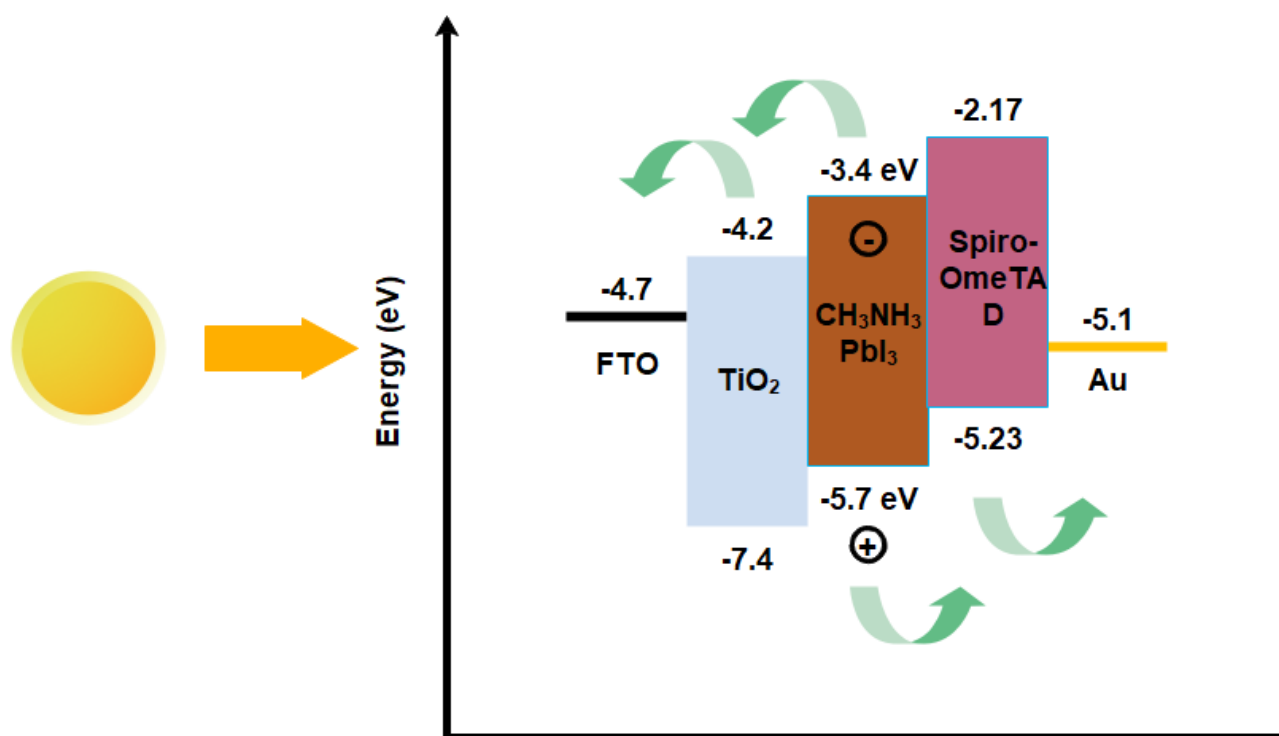 -2.17
-3.4 eV
-4.2
-
Spiro-
OmeTA
D
-4.7
CH₃NH₃
PbI₃
-5.1
FTO
TiO₂
Au
Energy (eV)
-5.23
-5.7 eV
+
-7.4